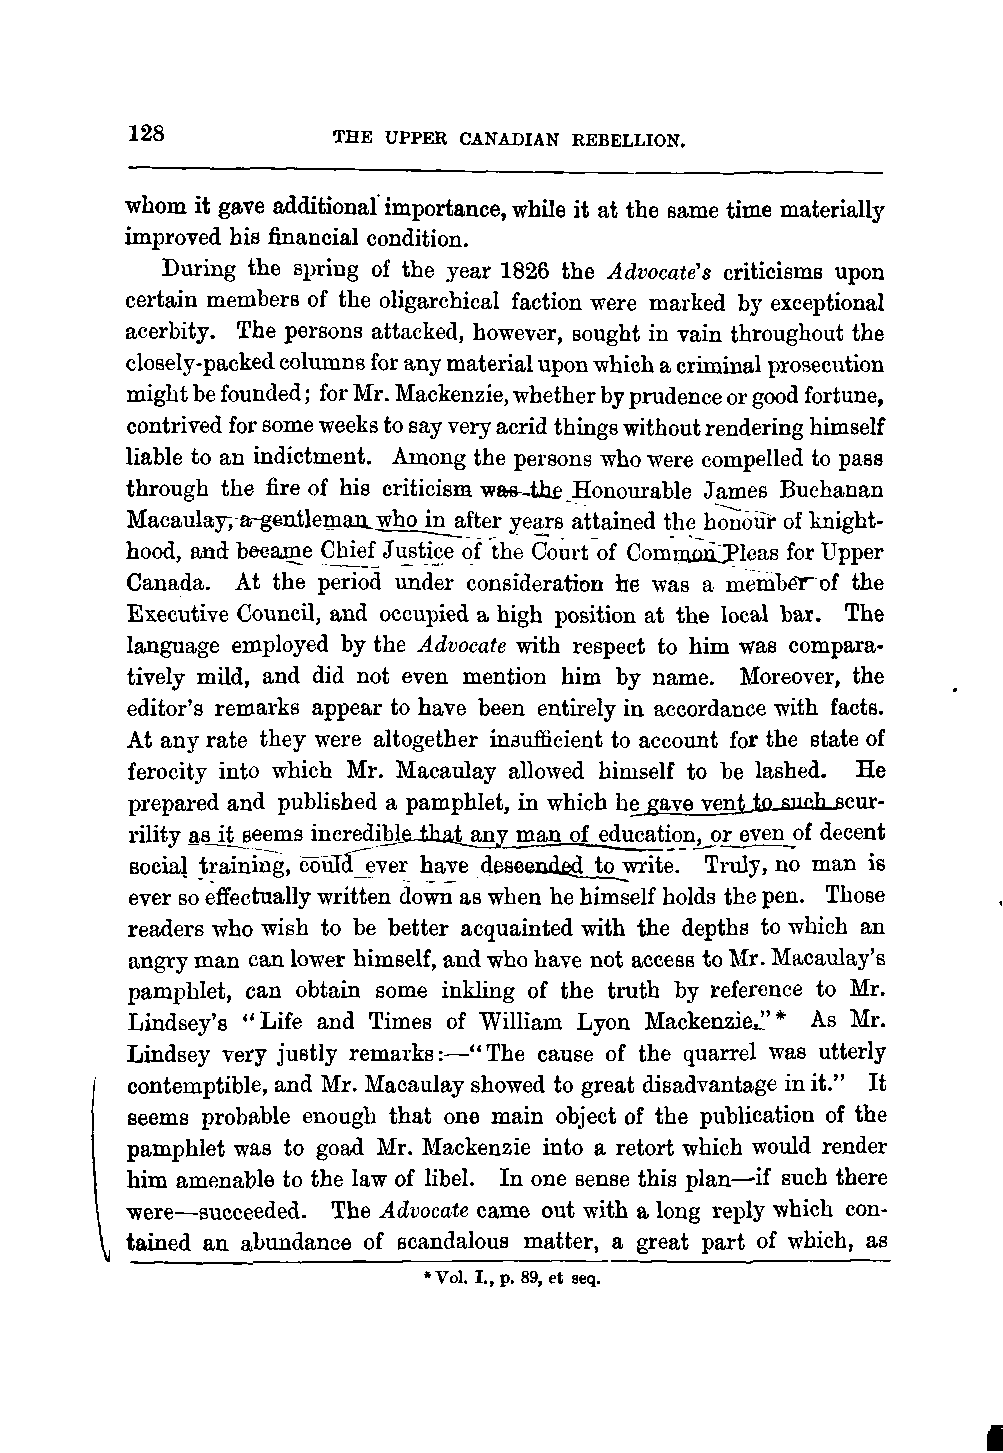 128 THE UPPER CANADIAN REBELLION.
whom it gave additional importance, while it at the same time materially
improved his financial condition.
During the spring of the year 1826 the Advocate's criticisms upon
certain members of the oligarchical faction were marked by exceptional
acerbity. The persons attacked, however, sought in vain throughout the
closely-packed columns for any material upon which a criminal prosecution
might be founded; for Mr. Mackenzie, whether by prudence or good fortune,
contrived for some weeks to say very acrid things without rendering himself
liable to an indictment. Among the persons who were compelled to pass
through the fire of his criticism was the Honourable James Buchanan
Macaulay, a gentleman who in after years attained the honour of knight-
hood, and became Chief Justice of the Court of Common Pleas for Upper
Canada. At the period under consideration he was a member of the
Executive Council, and occupied a high position at the local bar. The
language employed by the Advocate with respect to him was compara-
tively mild, and did not even mention him by name. Moreover, the
editor's remarks appear to have been entirely in accordance with facts.
At any rate they were altogether insufficient to account for the state of
ferocity into which Mr. Macaulay allowed himself to be lashed. He
prepared and published a pamphlet, in which he gave vent to such scur-
rility as it seems incredible that any man of education, or even of decent
social training, could ever have descended to write. Truly, no man is
ever so effectually written down as when he himself holds the pen. Those
readers who wish to be better acquainted with the depths to which an
angry man can lower himself, and who have not access to Mr. Macaulay's
pamphlet, can obtain some inkling of the truth by reference to Mr.
Lindsey's "Life and Times of William Lyon Mackenzie."* As Mr.
Lindsey very justly remarks:—"The cause of the quarrel was utterly
contemptible, and Mr. Macaulay showed to great disadvantage in it." It
seems probable enough that one main object of the publication of the
pamphlet was to goad Mr. Mackenzie into a retort which would render
him amenable to the law of libel. In one sense this plan—if such there
were—succeeded. The Advocate came out with a long reply which con-
tained an abundance of scandalous matter, a great part of which, as
*Vol. I., p. 89, et seq.